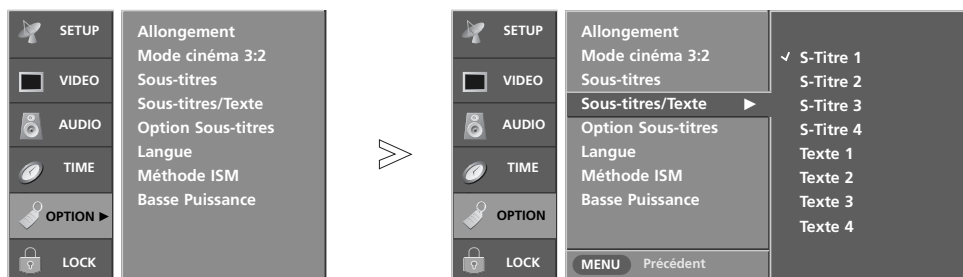 SETUP
VIDEO
AUDIO
TIME
OPTION ►
LOCK
Allongement
Mode cinéma 3:2
Sous-titres
Sous-titres/Texte
Option Sous-titres
Langue
Méthode ISM
Basse Puissance
SETUP
VIDEO
AUDIO
TIME
OPTION
LOCK
Allongement
Mode cinéma 3:2
Sous-titres
Sous-titres/Texte ►
Option Sous-titres
Langue
Méthode ISM
Basse Puissance
MENU Précédent
✓ S-Titre 1
S-Titre 2
S-Titre 3
S-Titre 4
Texte 1
Texte 2
Texte 3
Texte 4